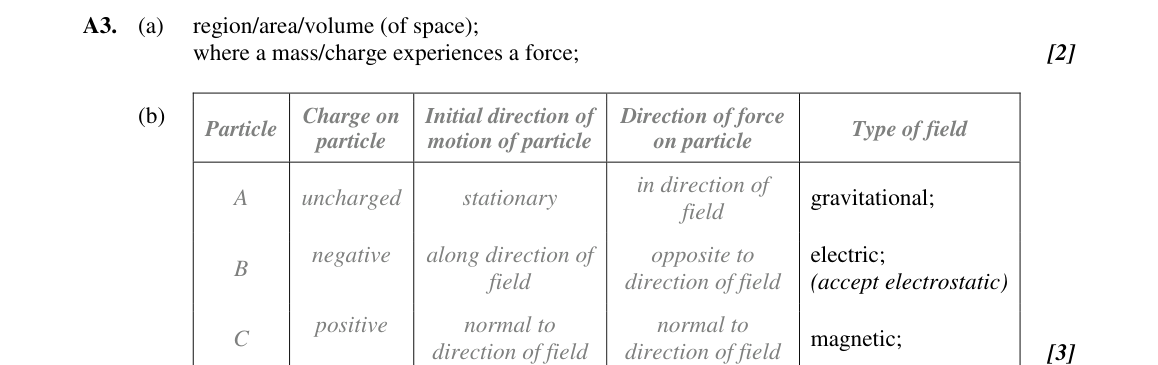 A3. (a) region/area/volume (of space);
where a mass/charge experiences a force; [2]
(b)
Particle Charge on particle Initial direction of motion of particle Direction of force on particle Type of field
A uncharged stationary in direction of field gravitational;
B negative along direction of field opposite to direction of field electric; (accept electrostatic)
C positive normal to direction of field normal to direction of field magnetic; [3]